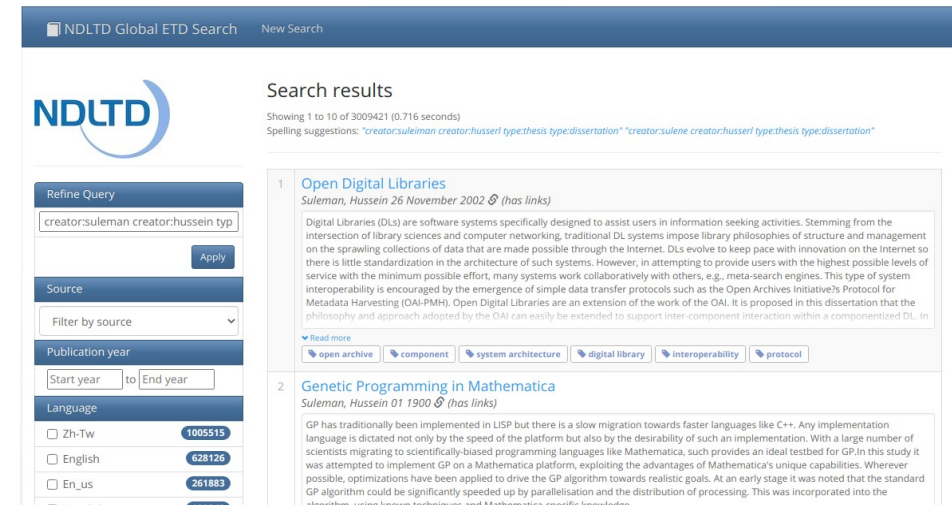 NDLTD Global ETD Search New Search
NDLTD
Search results
Showing 1 to 10 of 3009421 (0.716 seconds)
Spelling suggestions: "creator:suleiman creator:husserl type:thesis type:dissertation" "creator:sulene creator:husserl type:thesis type:dissertation"
Refine Query
creator:suleman creator:hussein typ
Apply
Source
Filter by source
Publication year
Start year to End year
Language
Zh-Tw 1005515
English 628126
En_us 261883
1 Open Digital Libraries
Suleman, Hussein 26 November 2002 (has links)
Digital Libraries (DLs) are software systems specifically designed to assist users in information seeking activities. Stemming from the
intersection of library sciences and computer networking, traditional DL systems impose library philosophies of structure and management
on the sprawling collections of data that are made possible through the Internet. DLs evolve to keep pace with innovation on the Internet so
there is little standardization in the architecture of such systems. However, in attempting to provide users with the highest possible levels of
service with the minimum possible effort, many systems work collaboratively with others, e.g., meta-search engines. This type of system
interoperability is encouraged by the emergence of simple data transfer protocols such as the Open Archives Initiative?s Protocol for
Metadata Harvesting (OAI-PMH). Open Digital Libraries are an extension of the work of the OAI. It is proposed in this dissertation that the
philosophy and approach adopted by the OAI can easily be extended to support inter-component interaction within a componentized DL. In
Read more
open archive component system architecture digital library interoperability protocol
2 Genetic Programming in Mathematica
Suleman, Hussein 01 1900 (has links)
GP has traditionally been implemented in LISP but there is a slow migration towards faster languages like C++. Any implementation
language is dictated not only by the speed of the platform but also by the desirability of such an implementation. With a large number of
scientists migrating to scientifically-biased programming languages like Mathematica, such provides an ideal testbed for GP.In this study it
was attempted to implement GP on a Mathematica platform, exploiting the advantages of Mathematica's unique capabilities. Wherever
possible, optimizations have been applied to drive the GP algorithm towards realistic goals. At an early stage it was noted that the standard
GP algorithm could be significantly speeded up by parallelisation and the distribution of processing. This was incorporated into the
algorithm, using known techniques and Mathematica-specific knowledge.